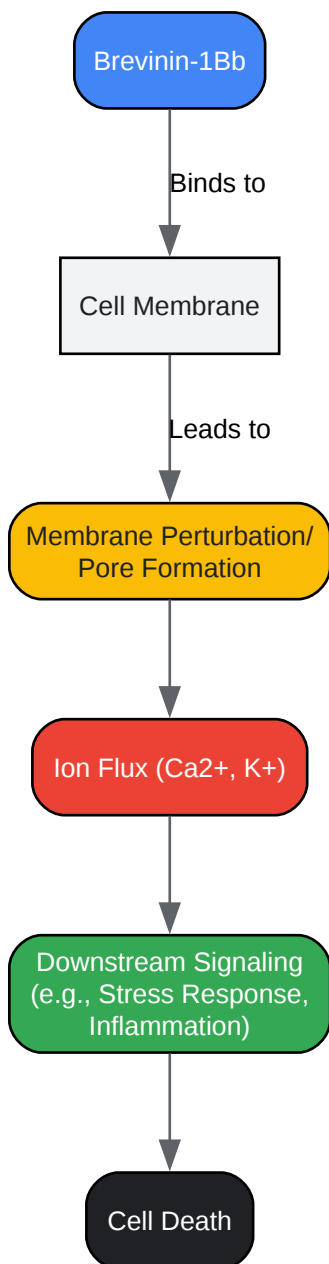 Brevinin-1Bb
Binds to
Cell Membrane
Leads to
Membrane Perturbation/
Pore Formation
Ion Flux (Ca2+, K+)
Downstream Signaling
(e.g., Stress Response,
Inflammation)
Cell Death